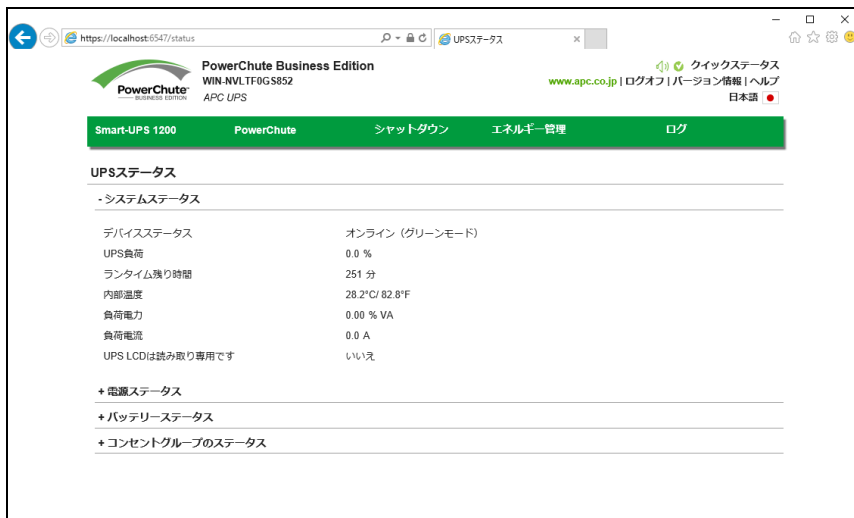 https://localhost:6547/status
UPSステータス
PowerChute
BUSINESS EDITION
PowerChute Business Edition
WIN-NVLTF0GS852
APC UPS
クイックステータス
www.apc.co.jp | ログオフ | バージョン情報 | ヘルプ
日本語
Smart-UPS 1200 PowerChute シャットダウン エネルギー管理 ログ
UPSステータス
- システムステータス
デバイスステータス オンライン（グリーンモード）
UPS負荷 0.0 %
ランタイム残り時間 251 分
内部温度 28.2°C/ 82.8°F
負荷電力 0.00 % VA
負荷電流 0.0 A
UPS LCDは読み取り専用です いいえ
+ 電源ステータス
+ バッテリーステータス
+ コンセントグループのステータス